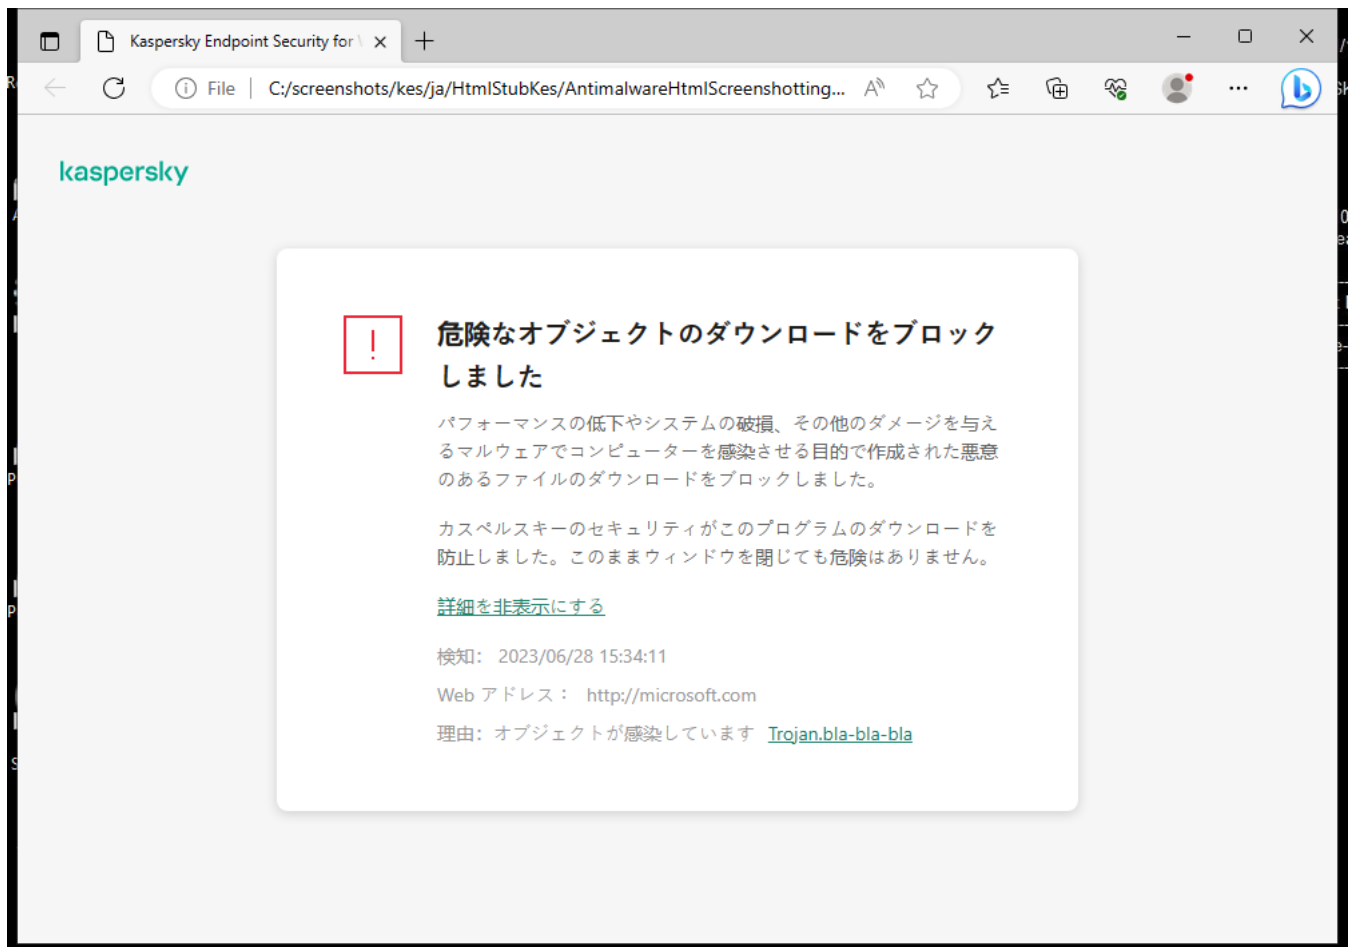 Kaspersky Endpoint Security for
File
C:/screenshots/kes/ja/HtmlStubKes/AntimalwareHtmlScreenshotting...
kaspersky
危険なオブジェクトのダウンロードをブロック
しました
パフォーマンスの低下やシステムの破損、その他のダメージを与え
るマルウェアでコンピューターを感染させる目的で作成された悪意
のあるファイルのダウンロードをブロックしました。
カスペルスキーのセキュリティがこのプログラムのダウンロードを
防止しました。このままウィンドウを閉じても危険はありません。
詳細を非表示にする
検知: 2023/06/28 15:34:11
Web アドレス： http://microsoft.com
理由: オブジェクトが感染しています Trojan.bla-bla-bla